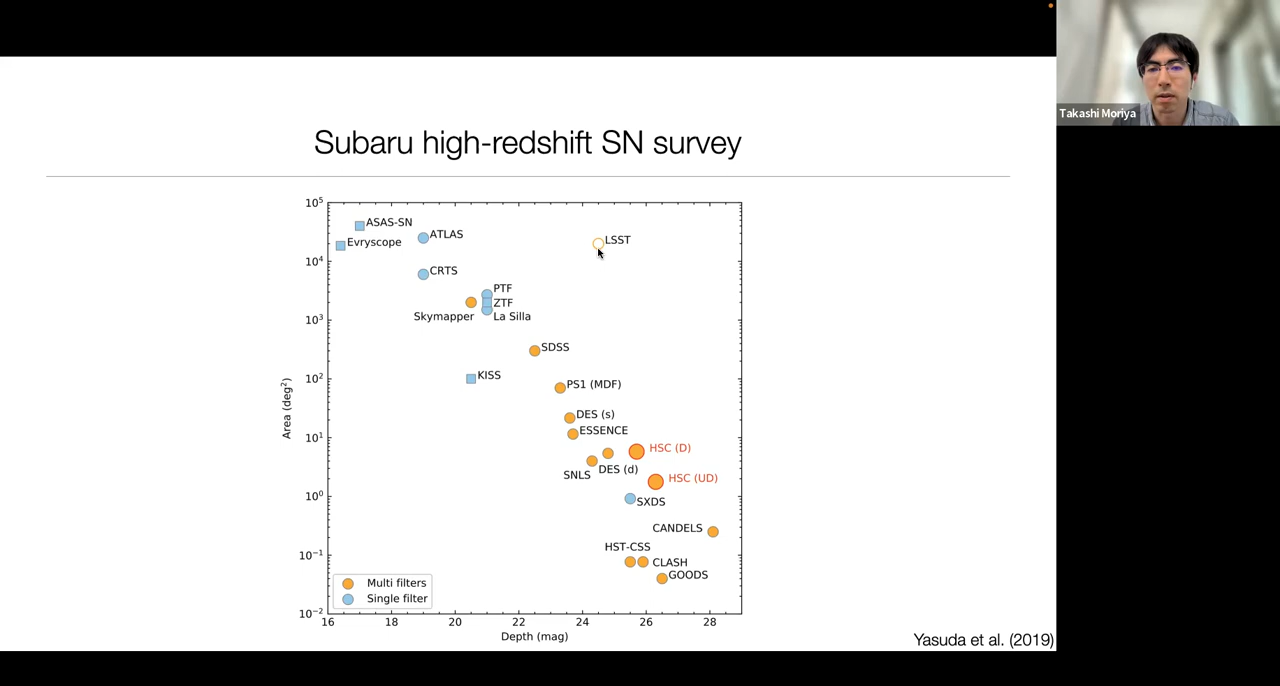 Takashi Moriya
Subaru high-redshift SN survey
10^5
10^4
10^3
10^2
10^1
10^0
10^-1
10^-2
Area (deg^2)
ASAS-SN
Evryscope
ATLAS
LSST
CRTS
PTF
ZTF
Skymapper
La Silla
SDSS
KISS
PS1 (MDF)
DES (s)
ESSENCE
HSC (D)
DES (d)
SNLS
HSC (UD)
SXDS
CANDELS
HST-CSS
CLASH
GOODS
Multi filters
Single filter
16 18 20 22 24 26 28
Depth (mag)
Yasuda et al. (2019)